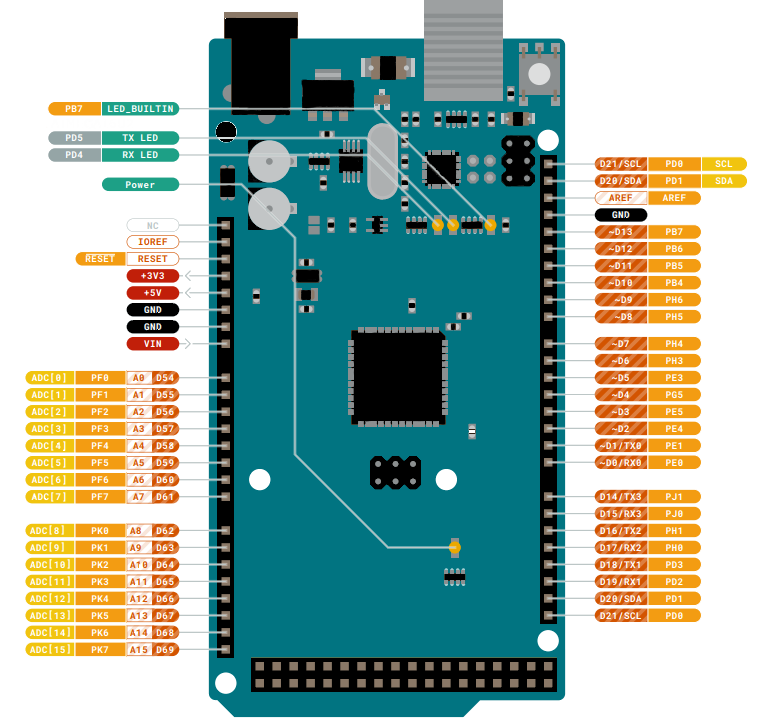 PB7 LED_BUILTIN
PD5 TX LED
PD4 RX LED
Power
NC
IOREF
RESET RESET
+3V3
+5V
GND
GND
VIN
ADC[0] PF0 A0 D54
ADC[1] PF1 A1 D55
ADC[2] PF2 A2 D56
ADC[3] PF3 A3 D57
ADC[4] PF4 A4 D58
ADC[5] PF5 A5 D59
ADC[6] PF6 A6 D60
ADC[7] PF7 A7 D61
ADC[8] PK0 A8 D62
ADC[9] PK1 A9 D63
ADC[10] PK2 A10 D64
ADC[11] PK3 A11 D65
ADC[12] PK4 A12 D66
ADC[13] PK5 A13 D67
ADC[14] PK6 A14 D68
ADC[15] PK7 A15 D69
D21/SCL PD0 SCL
D20/SDA PD1 SDA
AREF AREF
GND
~D13 PB7
~D12 PB6
~D11 PB5
~D10 PB4
~D9 PH6
~D8 PH5
~D7 PH4
~D6 PH3
~D5 PE3
~D4 PG5
~D3 PE5
~D2 PE4
~D1/TX0 PE1
~D0/RX0 PE0
D14/TX3 PJ1
D15/RX3 PJ0
D16/TX2 PH1
D17/RX2 PH0
D18/TX1 PD3
D19/RX1 PD2
D20/SDA PD1
D21/SCL PD0